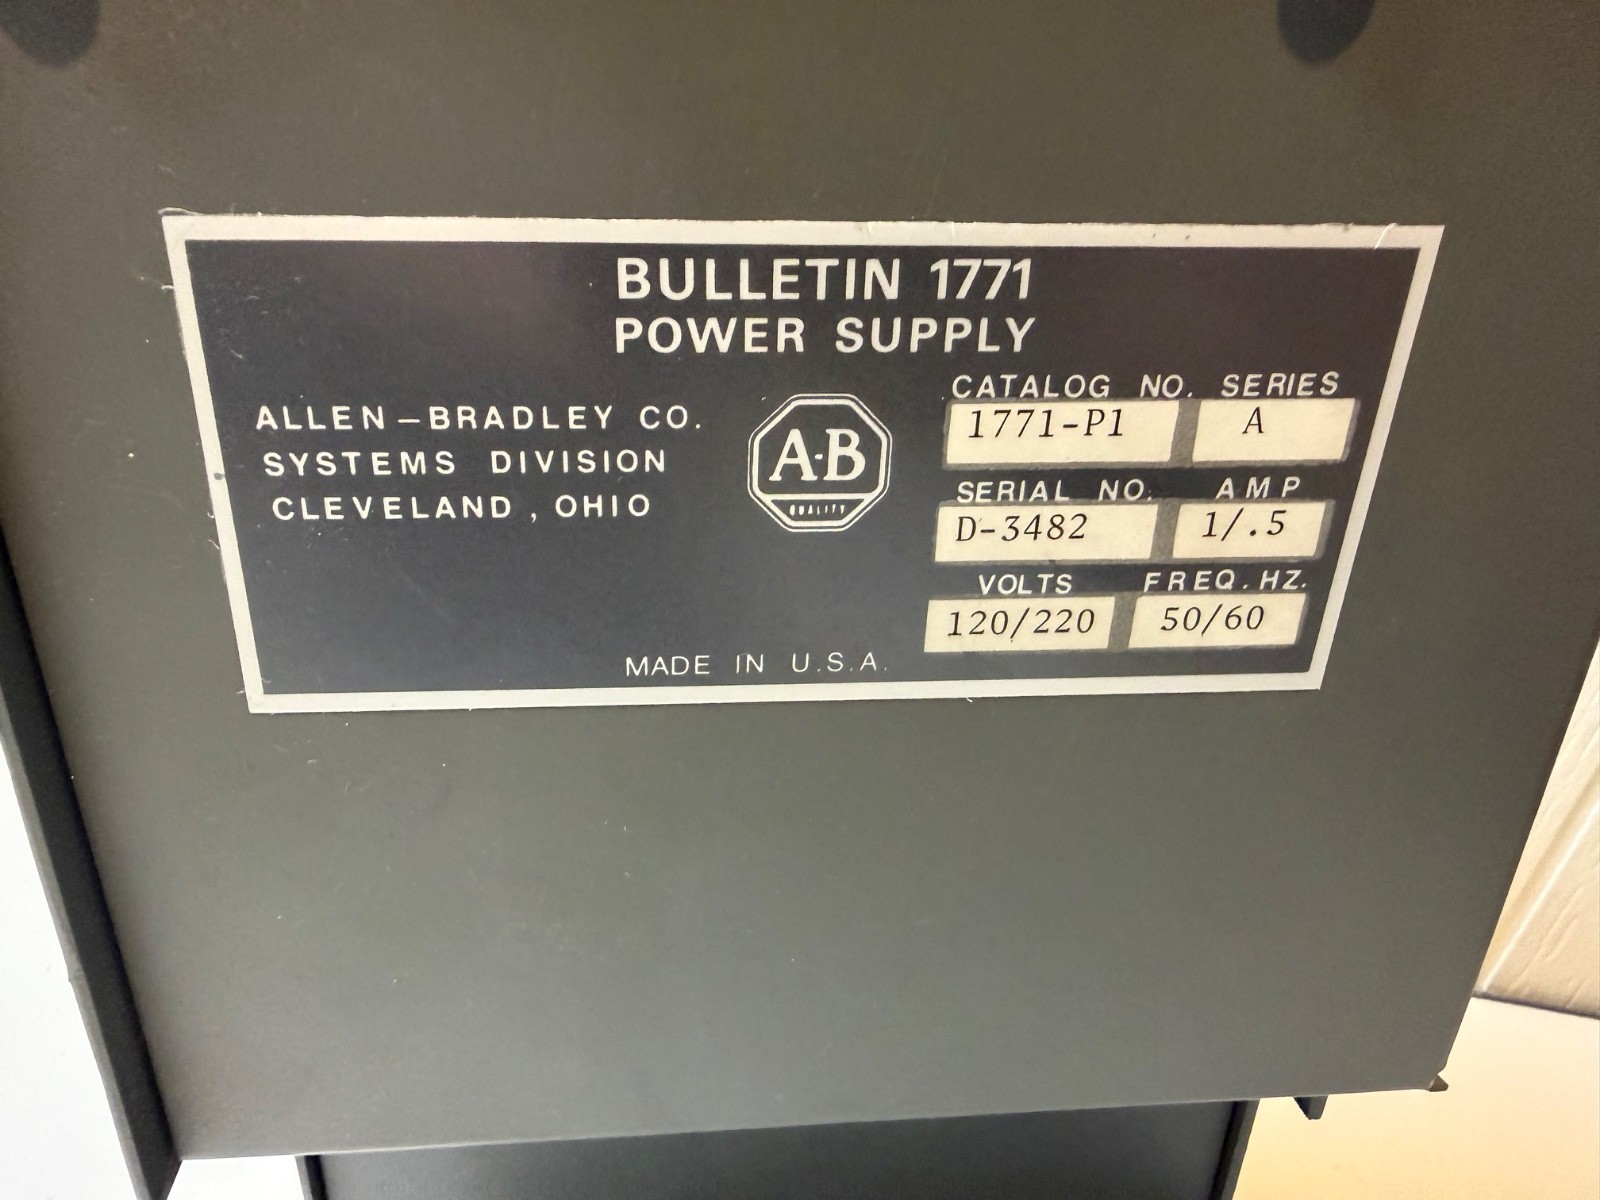 BULLETIN 1771
POWER SUPPLY
ALLEN-BRADLEY CO.
SYSTEMS DIVISION
CLEVELAND, OHIO
A·B
QUALITY
CATALOG NO. SERIES
1771-P1 A
SERIAL NO. AMP
D-3482 1/.5
VOLTS FREQ. HZ.
120/220 50/60
MADE IN U.S.A.